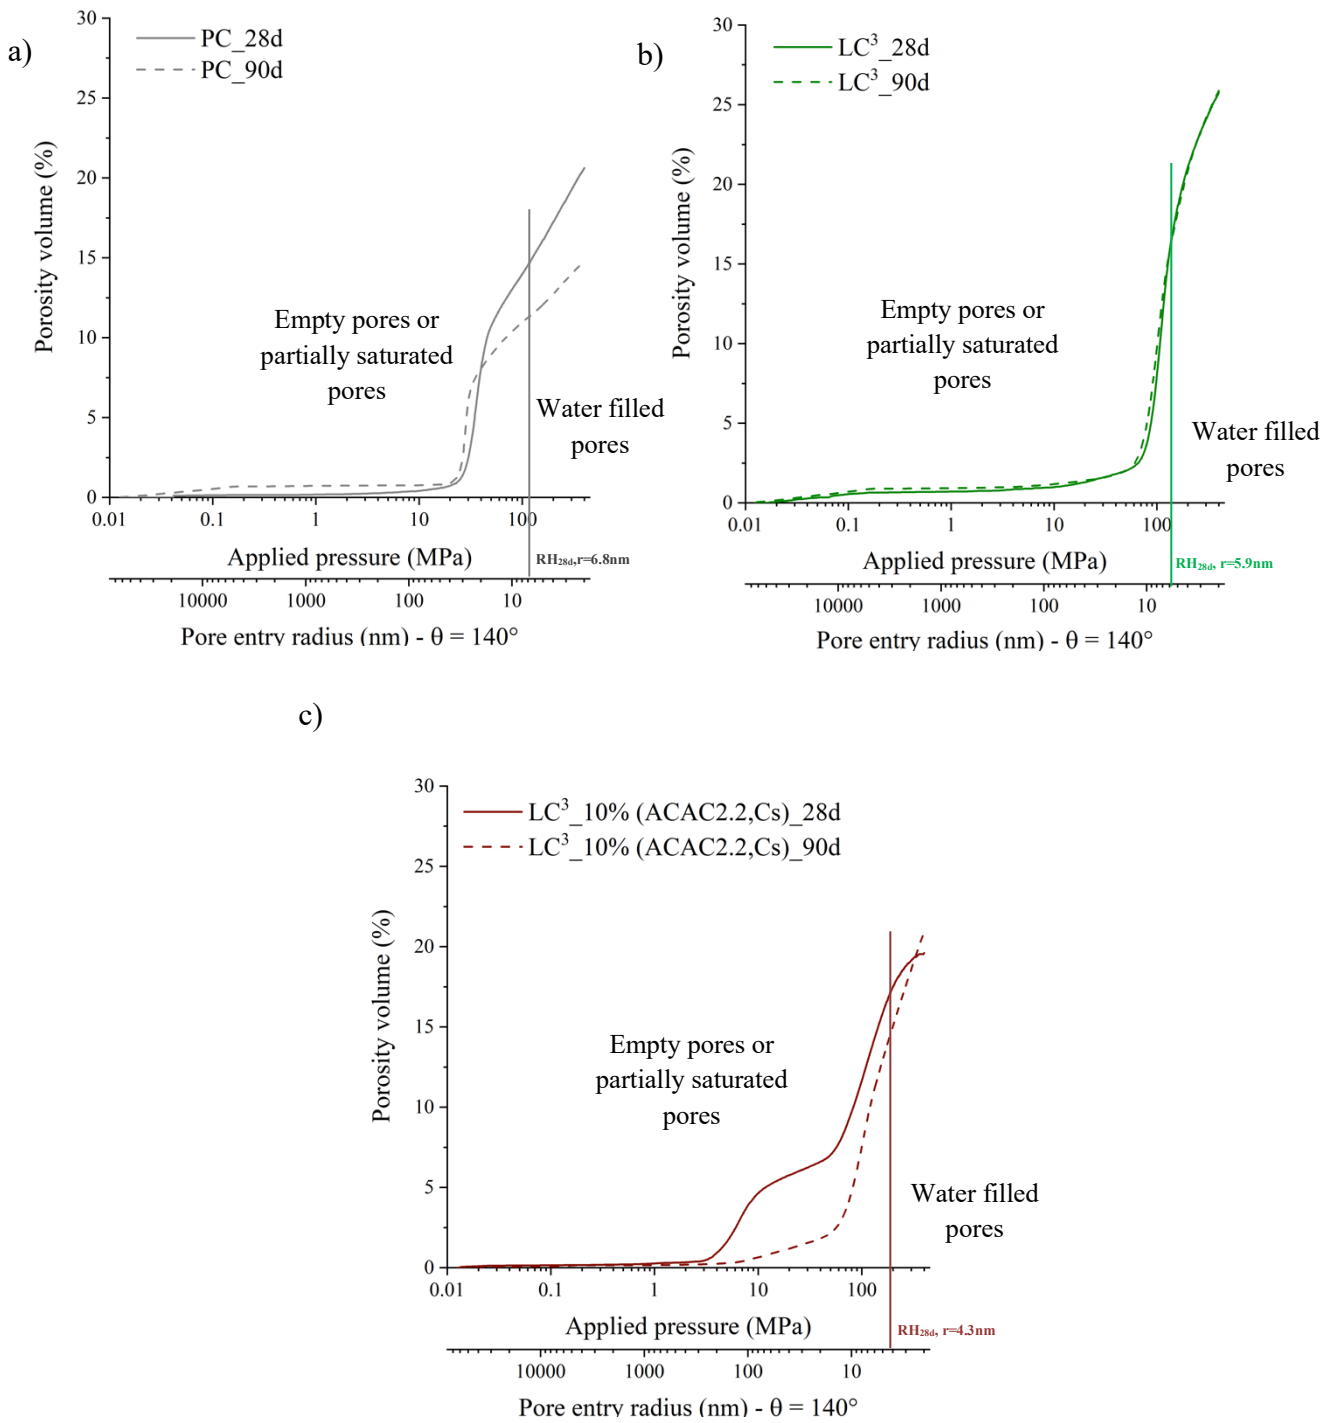 a)
PC_28d
PC_90d
30
25
20
15
10
5
0
Porosity volume (%)
Empty pores or
partially saturated
pores
Water filled
pores
0.01 0.1 1 10 100
Applied pressure (MPa)
RH28d,r=6.8nm
10000 1000 100 10
Pore entry radius (nm) - θ = 140°
b)
LC³_28d
LC³_90d
30
25
20
15
10
5
0
Porosity volume (%)
Empty pores or
partially saturated
pores
Water filled
pores
0.01 0.1 1 10 100
Applied pressure (MPa)
RH28d, r=5.9nm
10000 1000 100 10
Pore entry radius (nm) - θ = 140°
c)
LC³_10% (ACAC2.2,Cs)_28d
LC³_10% (ACAC2.2,Cs)_90d
30
25
20
15
10
5
0
Porosity volume (%)
Empty pores or
partially saturated
pores
Water filled
pores
0.01 0.1 1 10 100
Applied pressure (MPa)
RH28d, r=4.3nm
10000 1000 100 10
Pore entry radius (nm) - θ = 140°